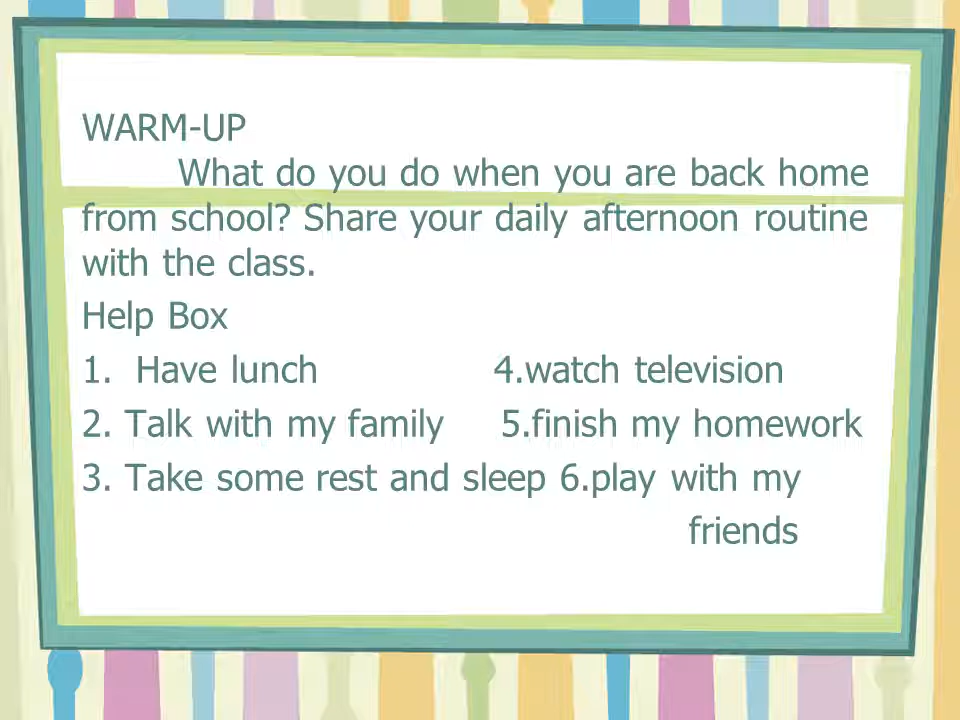 WARM-UP
What do you do when you are back home
from school? Share your daily afternoon routine
with the class.
Help Box
1. Have lunch 4.watch television
2. Talk with my family 5.finish my homework
3. Take some rest and sleep 6.play with my
friends